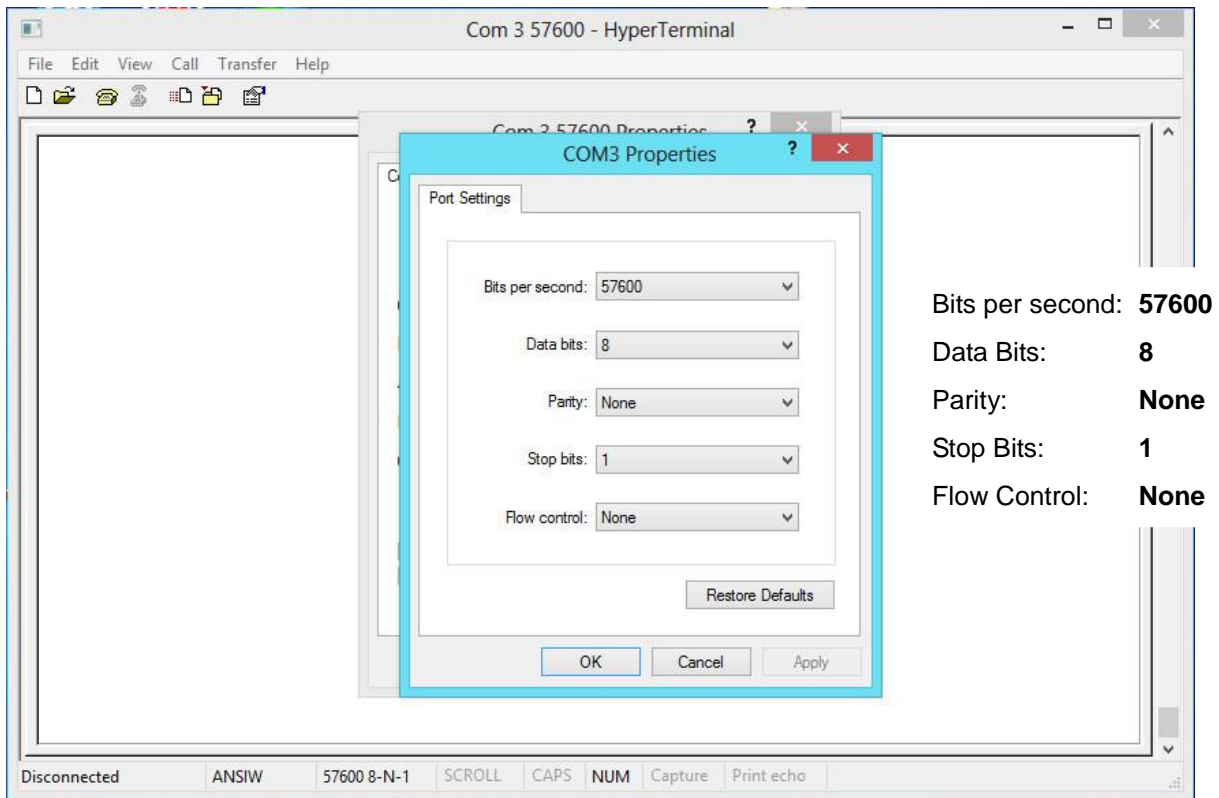 Com 3 57600 - HyperTerminal
File Edit View Call Transfer Help
Com 3 57600 Properties ?
COM3 Properties ?
Port Settings
Bits per second: 57600
Data bits: 8
Parity: None
Stop bits: 1
Flow control: None
Restore Defaults
OK Cancel Apply
Bits per second: 57600
Data Bits: 8
Parity: None
Stop Bits: 1
Flow Control: None
Disconnected ANSIW 57600 8-N-1 SCROLL CAPS NUM Capture Print echo